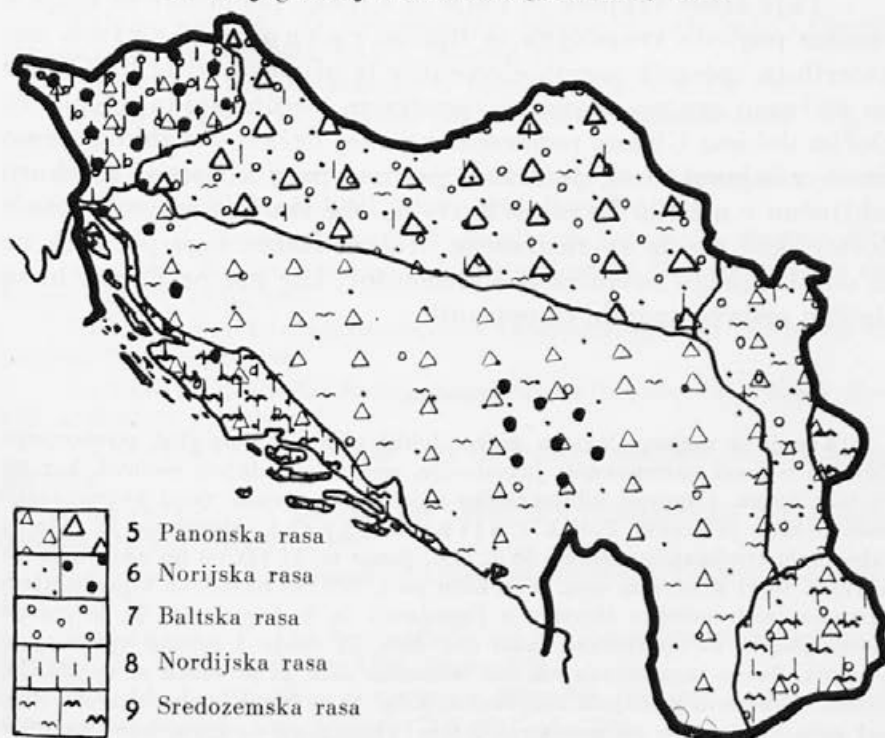 5 Panonska rasa
6 Norijska rasa
7 Baltska rasa
8 Nordijska rasa
9 Sredozemska rasa